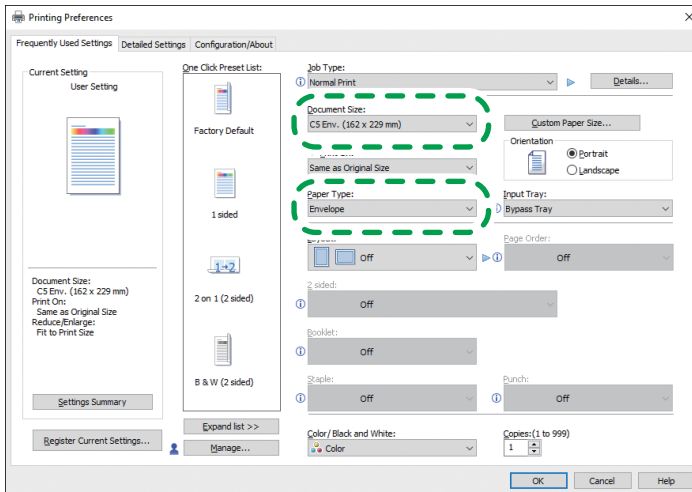 Printing Preferences
Frequently Used Settings Detailed Settings Configuration/About
Current Setting
User Setting
Document Size:
C5 Env. (162 x 229 mm)
Print On:
Same as Original Size
Reduce/Enlarge:
Fit to Print Size
Settings Summary
Register Current Settings...
One Click Preset List:
Factory Default
1 sided
1→2
2 on 1 (2 sided)
B & W (2 sided)
Expand list >>
Manage...
Job Type:
Normal Print
Details...
Document Size:
C5 Env. (162 x 229 mm)
Custom Paper Size...
Orientation
Portrait
Landscape
Same as Original Size
Paper Type:
Envelope
Input Tray:
Bypass Tray
Layout:
Off
Page Order:
Off
2 sided:
Off
Booklet:
Off
Staple:
Off
Punch:
Off
Color/ Black and White:
Color
Copies:(1 to 999)
1
OK Cancel Help